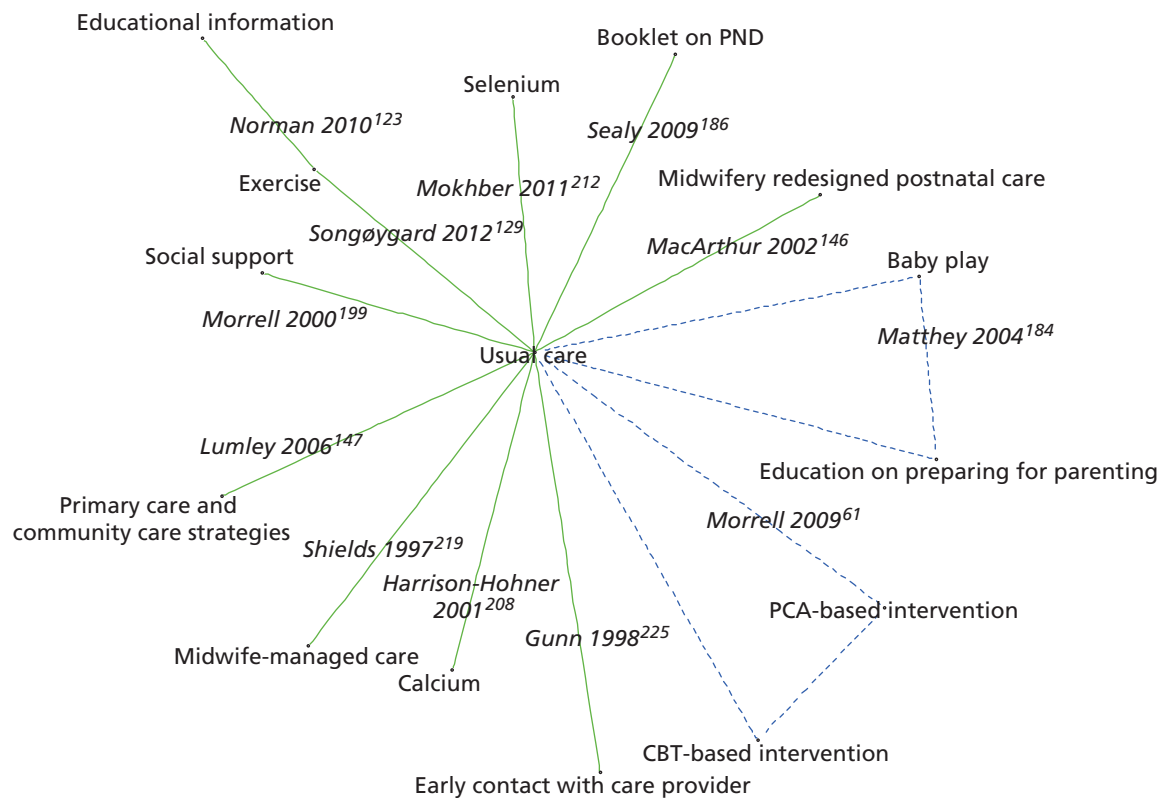 Educational information
Booklet on PND
Selenium
Norman 2010123
Sealy 2009186
Exercise
Mokhber 2011212
Midwifery redesigned postnatal care
Songøygard 2012129
MacArthur 2002146
Social support
Baby play
Morrell 2000199
Matthey 2004184
Usual care
Lumley 2006147
Education on preparing for parenting
Primary care and
community care strategies
Morrell 200961
Shields 1997219
Harrison-Hohner
2001208
PCA-based intervention
Gunn 1998225
Midwife-managed care
Calcium
CBT-based intervention
Early contact with care provider